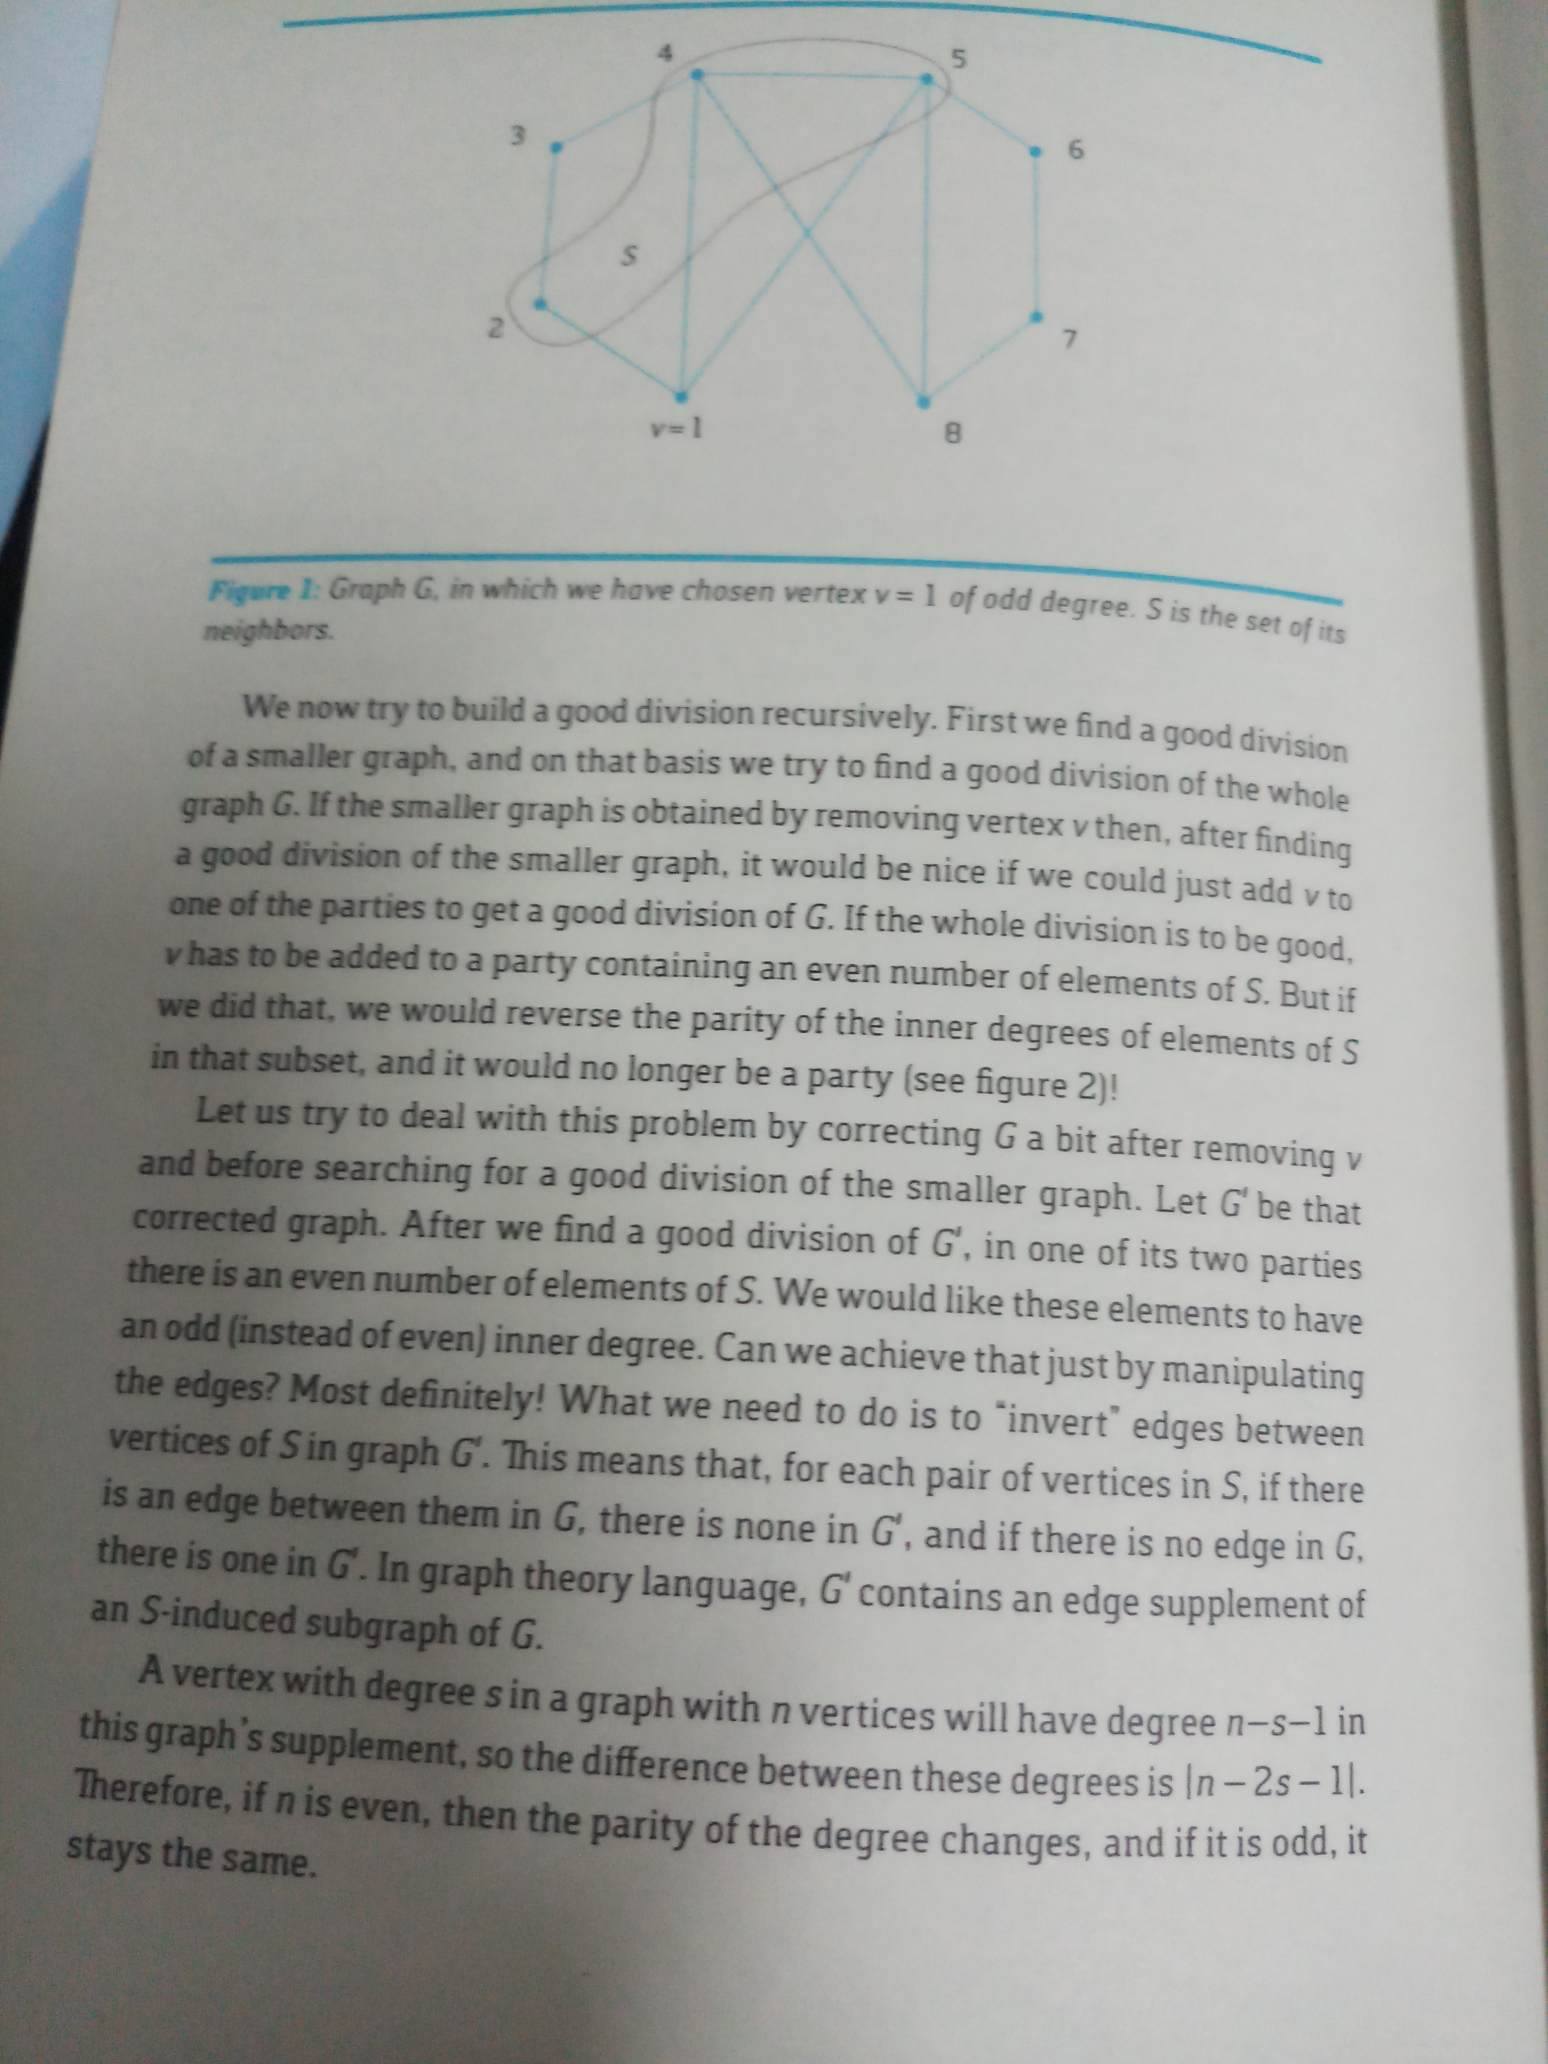 4
5
3
6
S
2
7
v=1
8
Figure 1: Graph G, in which we have chosen vertex v = 1 of odd degree. S is the set of its
neighbors.
We now try to build a good division recursively. First we find a good division
of a smaller graph, and on that basis we try to find a good division of the whole
graph G. If the smaller graph is obtained by removing vertex v then, after finding
a good division of the smaller graph, it would be nice if we could just add v to
one of the parties to get a good division of G. If the whole division is to be good,
v has to be added to a party containing an even number of elements of S. But if
we did that, we would reverse the parity of the inner degrees of elements of S
in that subset, and it would no longer be a party (see figure 2)!
Let us try to deal with this problem by correcting G a bit after removing v
and before searching for a good division of the smaller graph. Let G' be that
corrected graph. After we find a good division of G', in one of its two parties
there is an even number of elements of S. We would like these elements to have
an odd (instead of even) inner degree. Can we achieve that just by manipulating
the edges? Most definitely! What we need to do is to “invert” edges between
vertices of S in graph G'. This means that, for each pair of vertices in S, if there
is an edge between them in G, there is none in G', and if there is no edge in G,
there is one in G'. In graph theory language, G' contains an edge supplement of
an S-induced subgraph of G.
A vertex with degree s in a graph with n vertices will have degree n–s–1 in
this graph's supplement, so the difference between these degrees is |n – 2s – 1|.
Therefore, if n is even, then the parity of the degree changes, and if it is odd, it
stays the same.